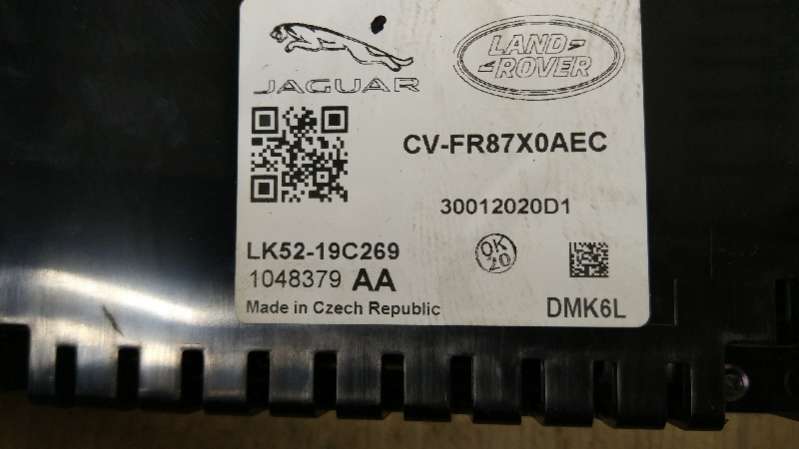 JAGUAR
LAND
ROVER
CV-FR87X0AEC
30012020D1
LK52-19C269
OK
20
1048379 AA
Made in Czech Republic
DMK6L